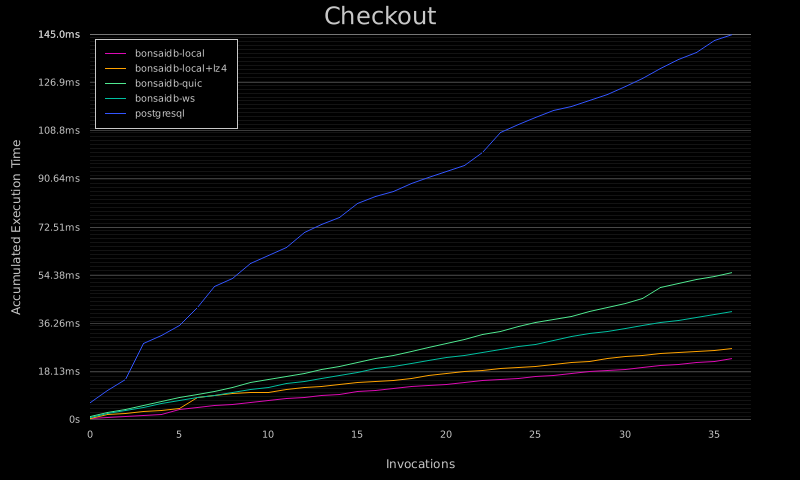 Checkout
145.0ms
126.9ms
108.8ms
90.64ms
72.51ms
54.38ms
36.26ms
18.13ms
0s
bonsaidb-local
bonsaidb-local+lz4
bonsaidb-quic
bonsaidb-ws
postgresql
Accumulated Execution Time
0 5 10 15 20 25 30 35
Invocations